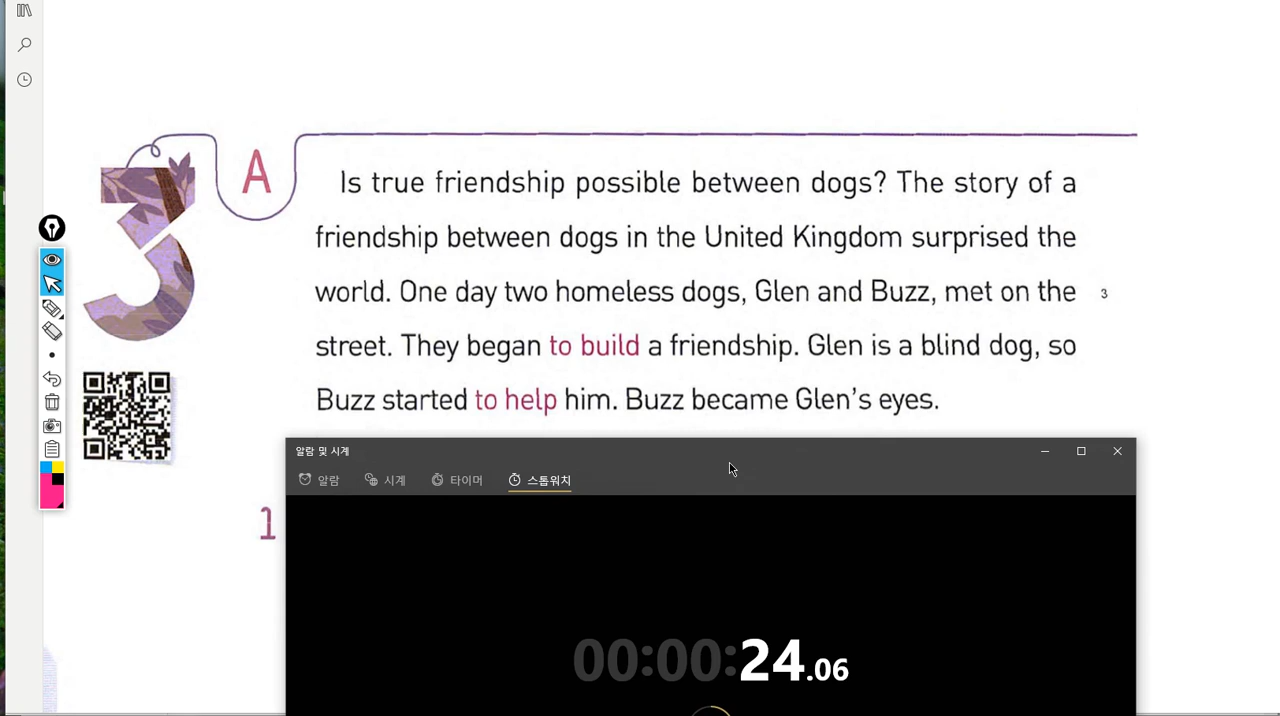 A
Is true friendship possible between dogs? The story of a
friendship between dogs in the United Kingdom surprised the
world. One day two homeless dogs, Glen and Buzz, met on the
3
street. They began to build a friendship. Glen is a blind dog, so
Buzz started to help him. Buzz became Glen's eyes.
3
알람 및 시계
알람 시계 타이머 스톱워치
1
00:00:24.06